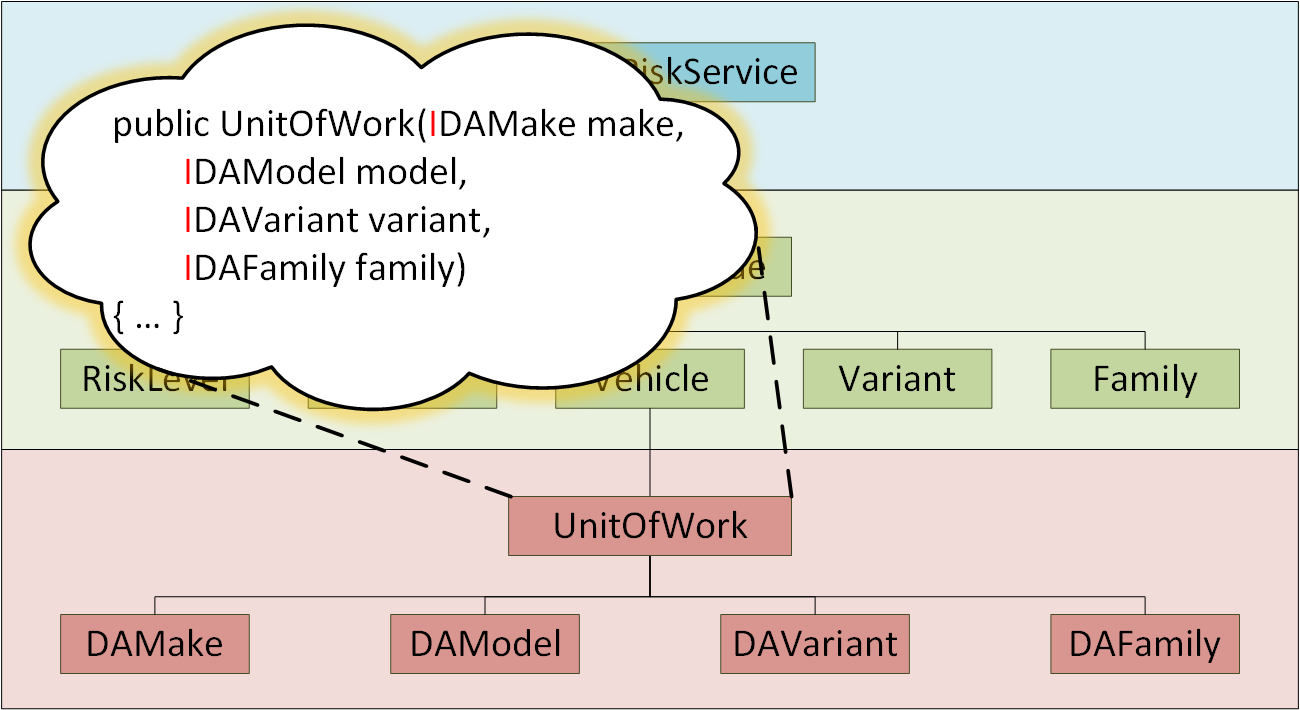 RiskService
public UnitOfWork(IDAMake make,
IDAModel model,
IDAVariant variant,
IDAFamily family)
{ ... }
RiskLevel
Vehicle
Variant
Family
UnitOfWork
DAMake
DAModel
DAVariant
DAFamily